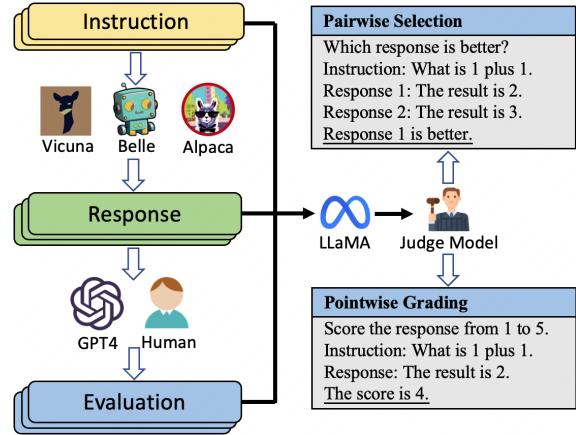 Instruction
Vicuna
Belle
Alpaca
Response
GPT4
Human
Evaluation
LLaMA
Judge Model
Pairwise Selection
Which response is better?
Instruction: What is 1 plus 1.
Response 1: The result is 2.
Response 2: The result is 3.
Response 1 is better.
Pointwise Grading
Score the response from 1 to 5.
Instruction: What is 1 plus 1.
Response: The result is 2.
The score is 4.